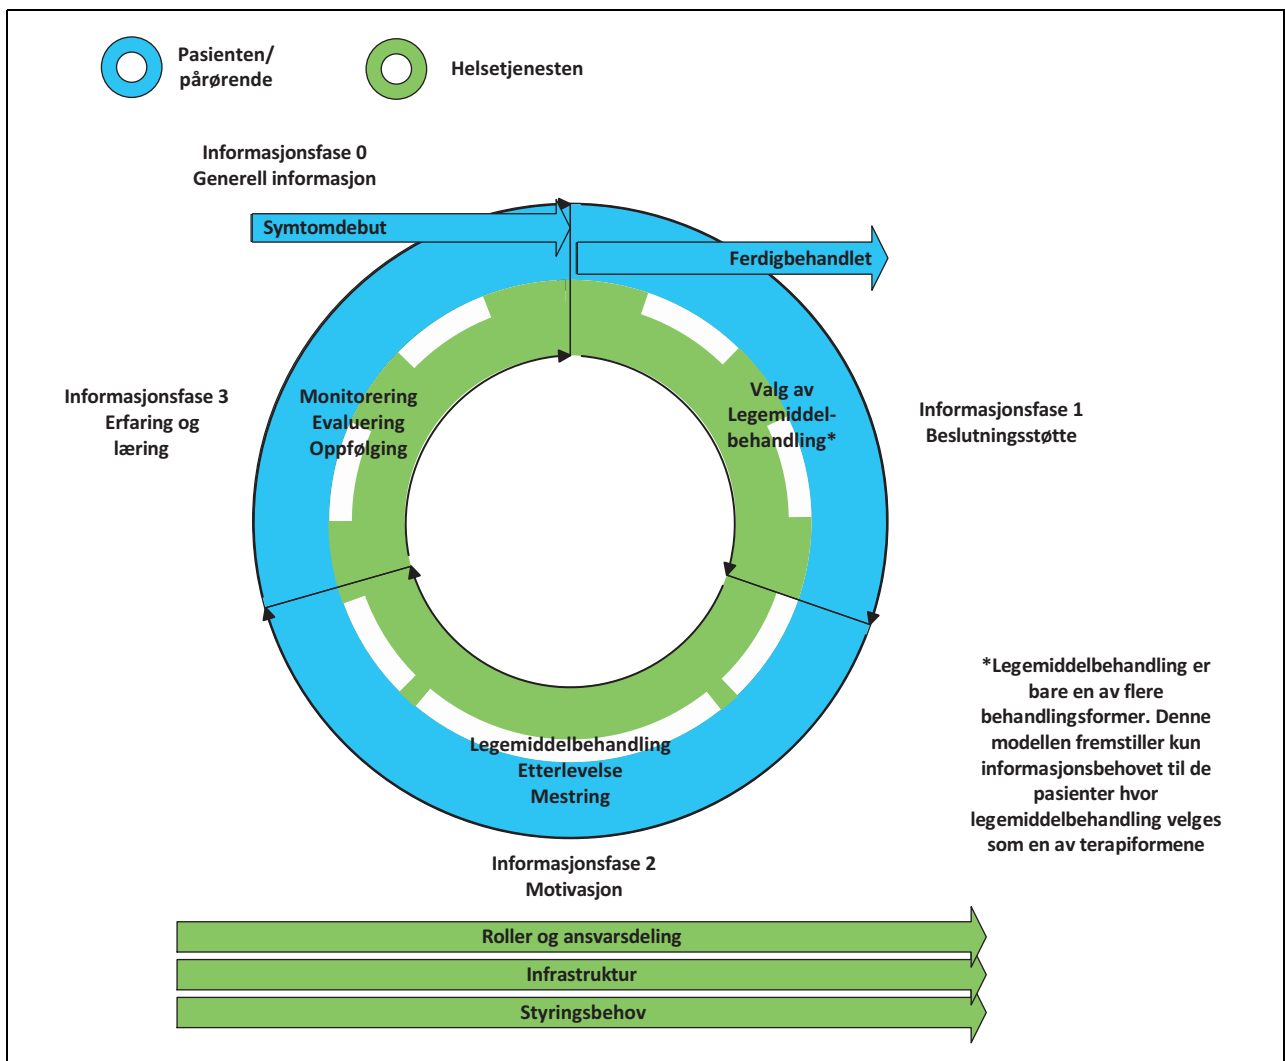 Pasienten/
pårørende
Helsetjenesten
Informasjonsfase 0
Generell informasjon
Symtomdebut
Ferdigbehandlet
Informasjonsfase 3
Erfaring og
læring
Monitorering
Evaluering
Oppfølging
Valg av
Legemiddel-
behandling*
Informasjonsfase 1
Beslutningsstøtte
*Legemiddelbehandling er
bare en av flere
behandlingsformer. Denne
modellen fremstiller kun
informasjonsbehovet til de
pasienter hvor
legemiddelbehandling velges
som en av terapiformene
Legemiddelbehandling
Etterlevelse
Mestring
Informasjonsfase 2
Motivasjon
Roller og ansvarsdeling
Infrastruktur
Styringsbehov